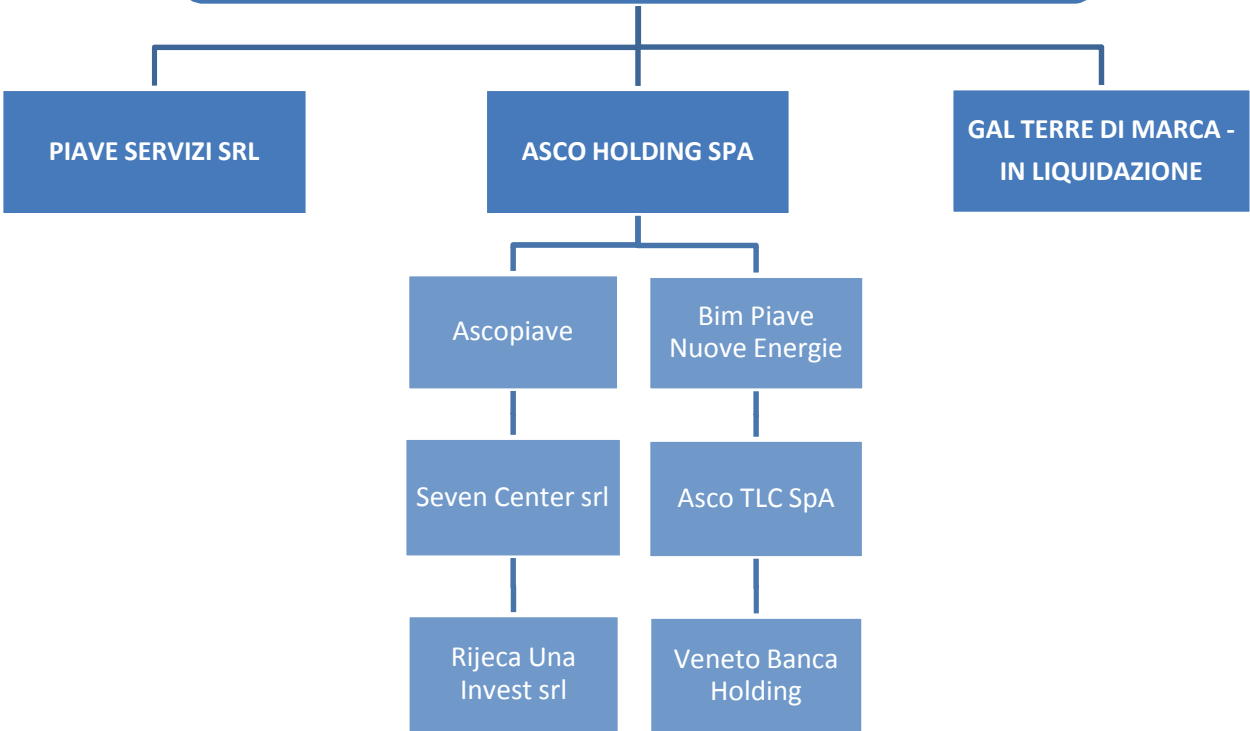 PIAVE SERVIZI SRL
ASCO HOLDING SPA
GAL TERRE DI MARCA -
IN LIQUIDAZIONE
Ascopiave
Bim Piave
Nuove Energie
Seven Center srl
Asco TLC SpA
Rijeca Una
Invest srl
Veneto Banca
Holding